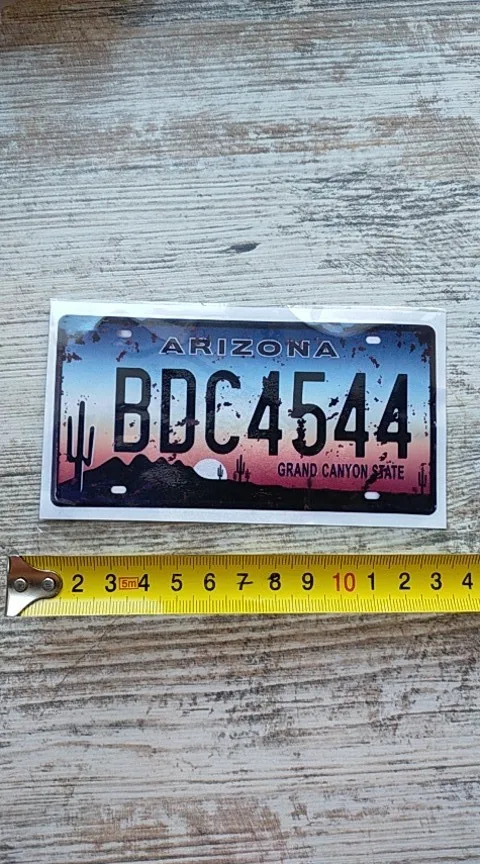 ARIZONA
BDC4544
GRAND CANYON STATE
2 3 5m 4 5 6 7 8 9 10 1 2 3 4